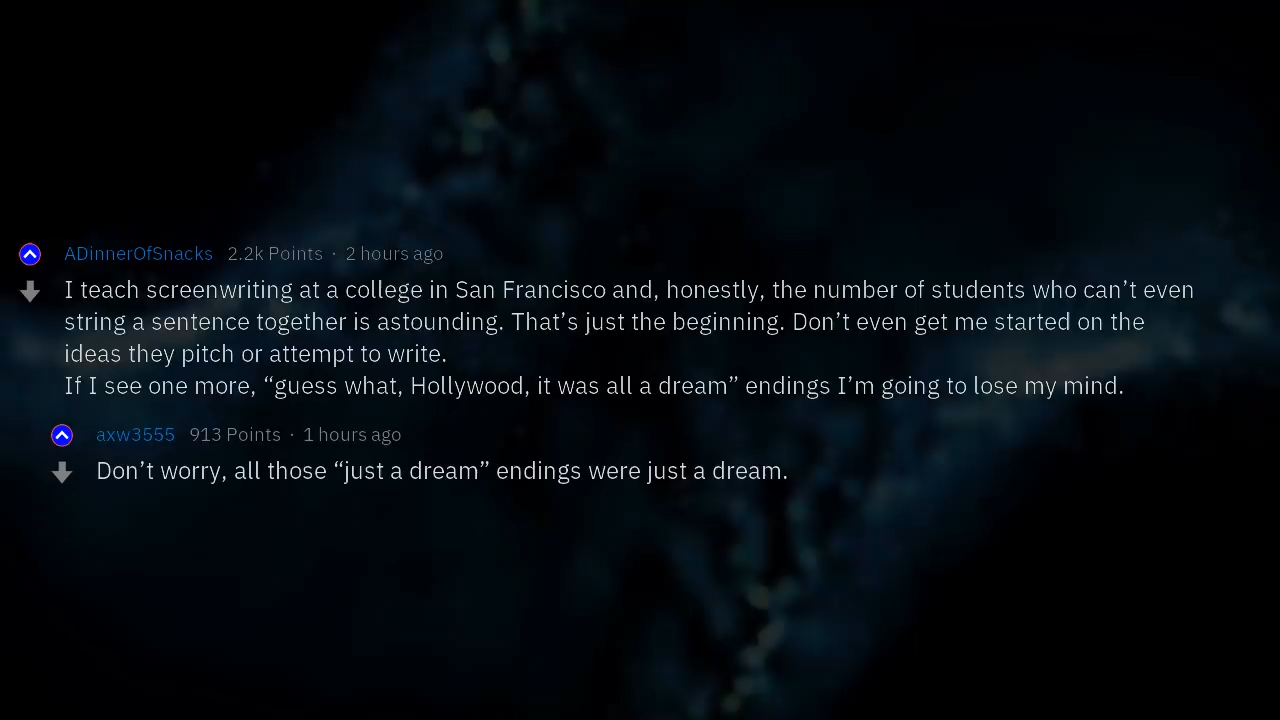 ADinnerOfSnacks 2.2k Points · 2 hours ago
I teach screenwriting at a college in San Francisco and, honestly, the number of students who can’t even
string a sentence together is astounding. That’s just the beginning. Don’t even get me started on the
ideas they pitch or attempt to write.
If I see one more, “guess what, Hollywood, it was all a dream” endings I’m going to lose my mind.
axw3555 913 Points · 1 hours ago
Don’t worry, all those “just a dream” endings were just a dream.